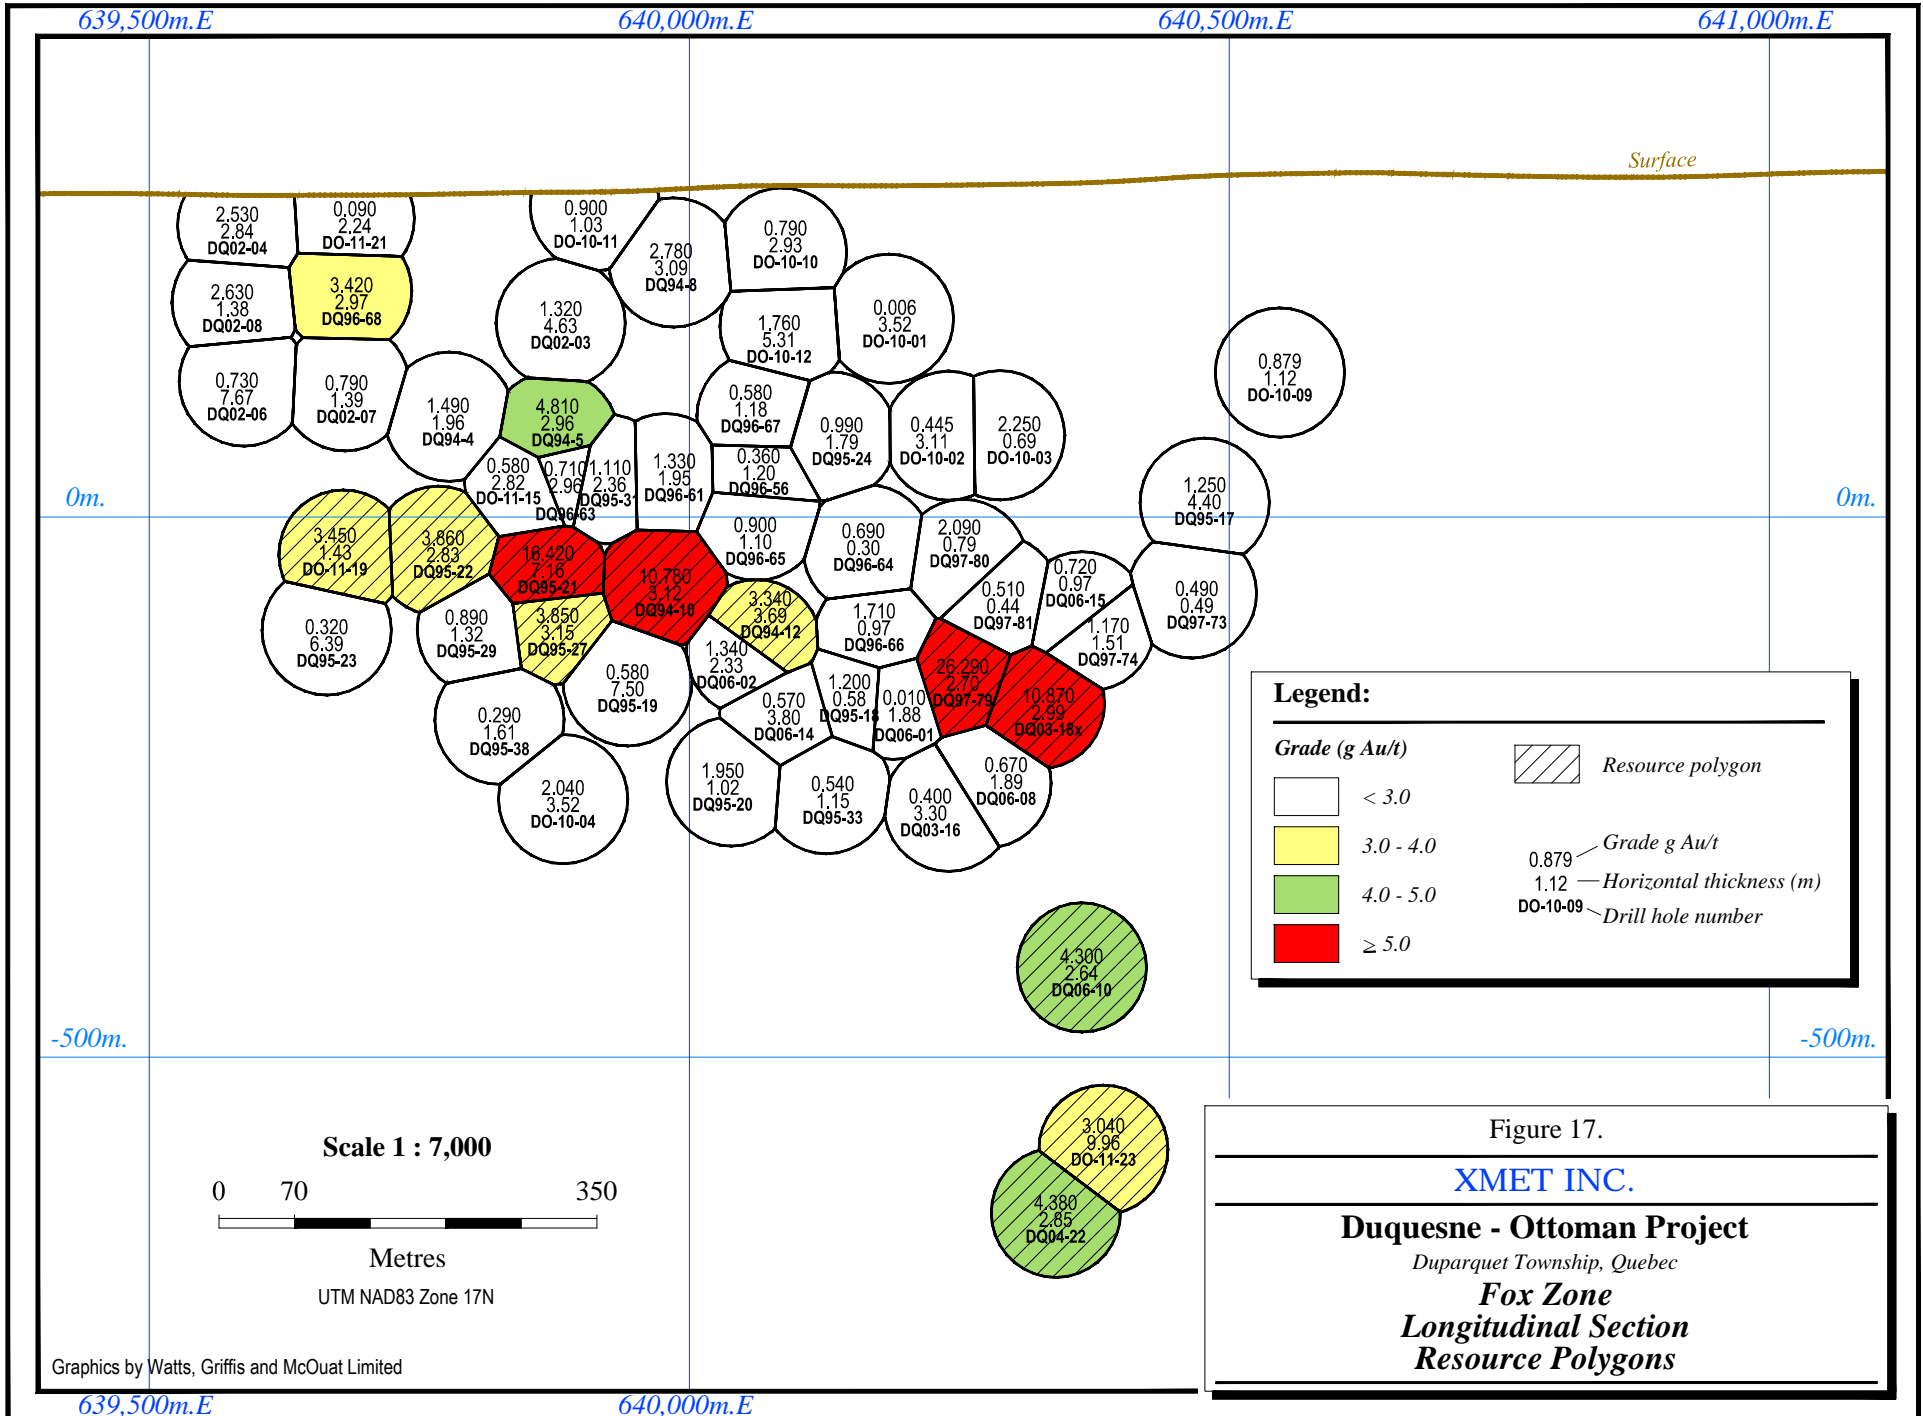 639,500m.E
640,000m.E
640,500m.E
641,000m.E
Surface
2.530
2.84
DQ02-04
0.090
2.24
DO-11-21
0.900
1.03
DO-10-11
2.780
3.09
DQ94-8
0.790
2.93
DO-10-10
2.630
1.38
DQ02-08
3.420
2.97
DQ96-68
1.320
4.63
DQ02-03
1.760
5.31
DO-10-12
0.006
3.52
DO-10-01
0.879
1.12
DO-10-09
0.730
7.67
DQ02-06
0.790
1.39
DQ02-07
1.490
1.96
DQ94-4
4.810
2.96
DQ94-5
0.580
1.18
DQ96-67
0.990
1.79
DQ95-24
0.445
3.11
DO-10-02
2.250
0.69
DO-10-03
0.580
2.82
DO-11-15
0.710
2.96
DQ96-63
1.110
2.36
DQ95-31
1.330
1.95
DQ96-61
0.360
1.20
DQ96-56
1.250
4.40
DQ95-17
0m.
0m.
3.450
1.43
DO-11-19
3.860
2.83
DQ95-22
16.420
7.16
DQ95-21
10.780
3.12
DQ94-10
0.900
1.10
DQ96-65
0.690
0.30
DQ96-64
2.090
0.79
DQ97-80
0.510
0.44
DQ97-81
0.720
0.97
DQ06-15
0.490
0.49
DQ97-73
0.320
6.39
DQ95-23
0.890
1.32
DQ95-29
3.850
3.15
DQ95-27
3.340
3.69
DQ94-12
1.710
0.97
DQ96-66
1.170
1.51
DQ97-74
0.580
7.50
DQ95-19
1.340
2.33
DQ06-02
0.570
3.80
DQ06-14
1.200
0.58
DQ95-18
0.010
1.88
DQ06-01
26.290
2.70
DQ97-79
10.870
2.99
DQ03-18x
0.290
1.61
DQ95-38
2.040
3.52
DO-10-04
1.950
1.02
DQ95-20
0.540
1.15
DQ95-33
0.400
3.30
DQ03-16
0.670
1.89
DQ06-08
4.300
2.64
DQ06-10
-500m.
-500m.
3.040
9.96
DO-11-23
4.380
2.85
DQ04-22
Legend:
Grade (g Au/t)
< 3.0
3.0 - 4.0
4.0 - 5.0
≥ 5.0
Resource polygon
0.879
Grade g Au/t
1.12
Horizontal thickness (m)
DO-10-09
Drill hole number
Scale 1 : 7,000
0 70 350
Metres
UTM NAD83 Zone 17N
Graphics by Watts, Griffis and McOuat Limited
Figure 17.
XMET INC.
Duquesne - Ottoman Project
Duparquet Township, Quebec
Fox Zone
Longitudinal Section
Resource Polygons
639,500m.E
640,000m.E